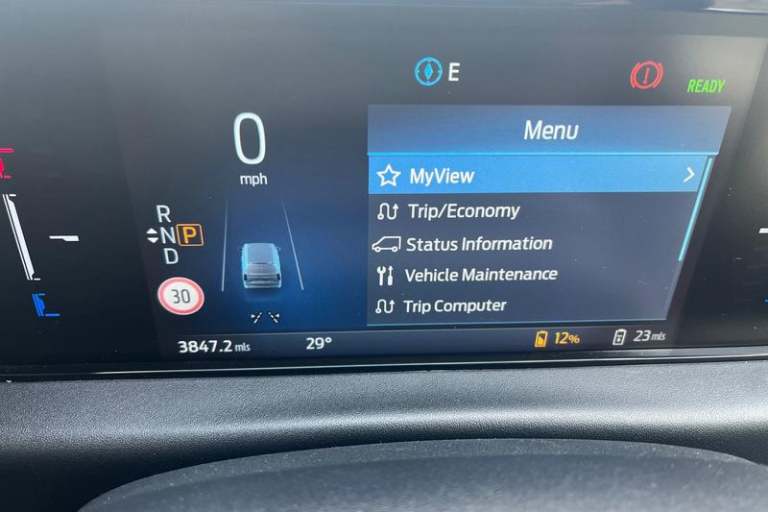 E
READY
0
mph
Menu
MyView
Trip/Economy
Status Information
Vehicle Maintenance
Trip Computer
R
N P
D
30
3847.2 mls
29°
12%
23 mls